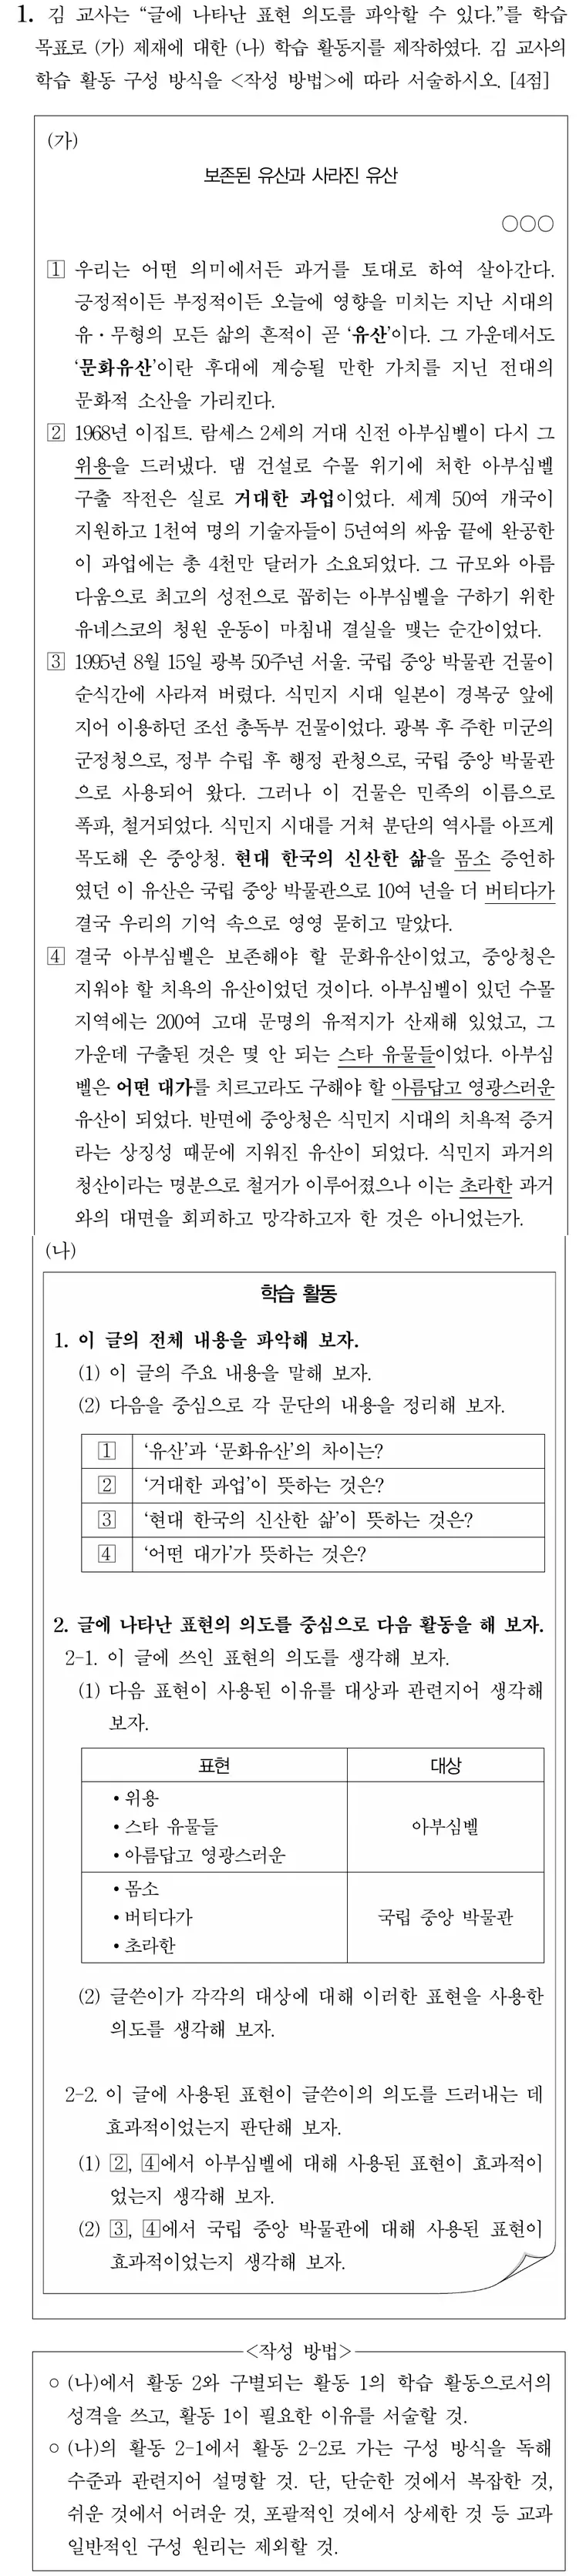 1. 김 교사는 “글에 나타난 표현 의도를 파악할 수 있다.”를 학습
목표로 (가) 제재에 대한 (나) 학습 활동지를 제작하였다. 김 교사의
학습 활동 구성 방식을 <작성 방법>에 따라 서술하시오. [4점]
(가)
보존된 유산과 사라진 유산
○○○
1 우리는 어떤 의미에서든 과거를 토대로 하여 살아간다.
긍정적이든 부정적이든 오늘에 영향을 미치는 지난 시대의
유·무형의 모든 삶의 흔적이 곧 ‘유산’이다. 그 가운데서도
‘문화유산’이란 후대에 계승될 만한 가치를 지닌 전대의
문화적 소산을 가리킨다.
2 1968년 이집트. 람세스 2세의 거대 신전 아부심벨이 다시 그
위용을 드러냈다. 댐 건설로 수몰 위기에 처한 아부심벨
구출 작전은 실로 거대한 과업이었다. 세계 50여 개국이
지원하고 1천여 명의 기술자들이 5년여의 싸움 끝에 완공한
이 과업에는 총 4천만 달러가 소요되었다. 그 규모와 아름
다움으로 최고의 성전으로 꼽히는 아부심벨을 구하기 위한
유네스코의 청원 운동이 마침내 결실을 맺는 순간이었다.
3 1995년 8월 15일 광복 50주년 서울. 국립 중앙 박물관 건물이
순식간에 사라져 버렸다. 식민지 시대 일본이 경복궁 앞에
지어 이용하던 조선 총독부 건물이었다. 광복 후 주한 미군의
군정청으로, 정부 수립 후 행정 관청으로, 국립 중앙 박물관
으로 사용되어 왔다. 그러나 이 건물은 민족의 이름으로
폭파, 철거되었다. 식민지 시대를 거쳐 분단의 역사를 아프게
목도해 온 중앙청. 현대 한국의 신산한 삶을 몸소 증언하
였던 이 유산은 국립 중앙 박물관으로 10여 년을 더 버티다가
결국 우리의 기억 속으로 영영 묻히고 말았다.
4 결국 아부심벨은 보존해야 할 문화유산이었고, 중앙청은
지워야 할 치욕의 유산이었던 것이다. 아부심벨이 있던 수몰
지역에는 200여 고대 문명의 유적지가 산재해 있었고, 그
가운데 구출된 것은 몇 안 되는 스타 유물들이었다. 아부심
벨은 어떤 대가를 치르고라도 구해야 할 아름답고 영광스러운
유산이 되었다. 반면에 중앙청은 식민지 시대의 치욕적 증거
라는 상징성 때문에 지워진 유산이 되었다. 식민지 과거의
청산이라는 명분으로 철거가 이루어졌으나 이는 초라한 과거
와의 대면을 회피하고 망각하고자 한 것은 아니었는가.
(나)
학습 활동
1. 이 글의 전체 내용을 파악해 보자.
(1) 이 글의 주요 내용을 말해 보자.
(2) 다음을 중심으로 각 문단의 내용을 정리해 보자.
1 ‘유산’과 ‘문화유산’의 차이는?
2 ‘거대한 과업’이 뜻하는 것은?
3 ‘현대 한국의 신산한 삶’이 뜻하는 것은?
4 ‘어떤 대가’가 뜻하는 것은?
2. 글에 나타난 표현의 의도를 중심으로 다음 활동을 해 보자.
2-1. 이 글에 쓰인 표현의 의도를 생각해 보자.
(1) 다음 표현이 사용된 이유를 대상과 관련지어 생각해
보자.
표현 대상
•위용
•스타 유물들 아부심벨
•아름답고 영광스러운
•몸소
•버티다가 국립 중앙 박물관
•초라한
(2) 글쓴이가 각각의 대상에 대해 이러한 표현을 사용한
의도를 생각해 보자.
2-2. 이 글에 사용된 표현이 글쓴이의 의도를 드러내는 데
효과적이었는지 판단해 보자.
(1) 2, 4에서 아부심벨에 대해 사용된 표현이 효과적이
었는지 생각해 보자.
(2) 3, 4에서 국립 중앙 박물관에 대해 사용된 표현이
효과적이었는지 생각해 보자.
<작성 방법>
○ (나)에서 활동 2와 구별되는 활동 1의 학습 활동으로서의
성격을 쓰고, 활동 1이 필요한 이유를 서술할 것.
○ (나)의 활동 2-1에서 활동 2-2로 가는 구성 방식을 독해
수준과 관련지어 설명할 것. 단, 단순한 것에서 복잡한 것,
쉬운 것에서 어려운 것, 포괄적인 것에서 상세한 것 등 교과
일반적인 구성 원리는 제외할 것.